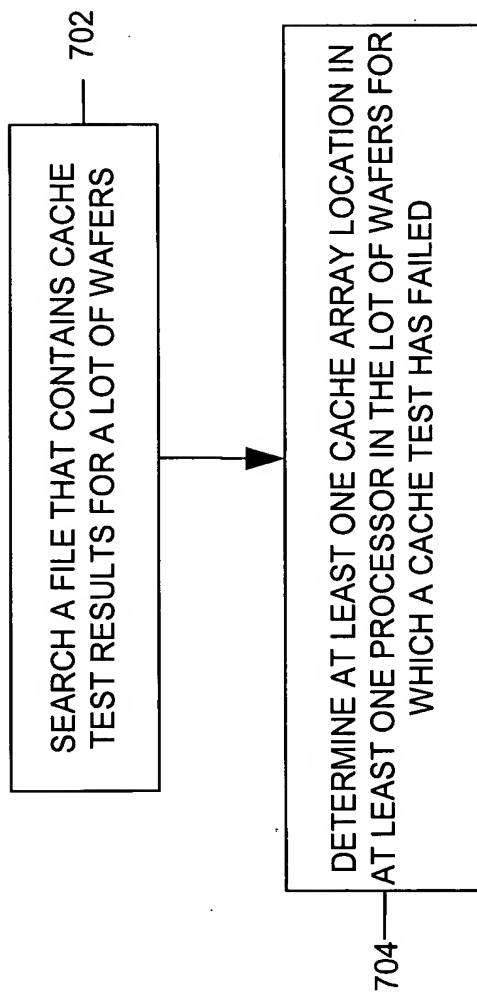 SEARCH A FILE THAT CONTAINS CACHE
TEST RESULTS FOR A LOT OF WAFERS
702
DETERMINE AT LEAST ONE CACHE ARRAY LOCATION IN
AT LEAST ONE PROCESSOR IN THE LOT OF WAFERS FOR
WHICH A CACHE TEST HAS FAILED
704